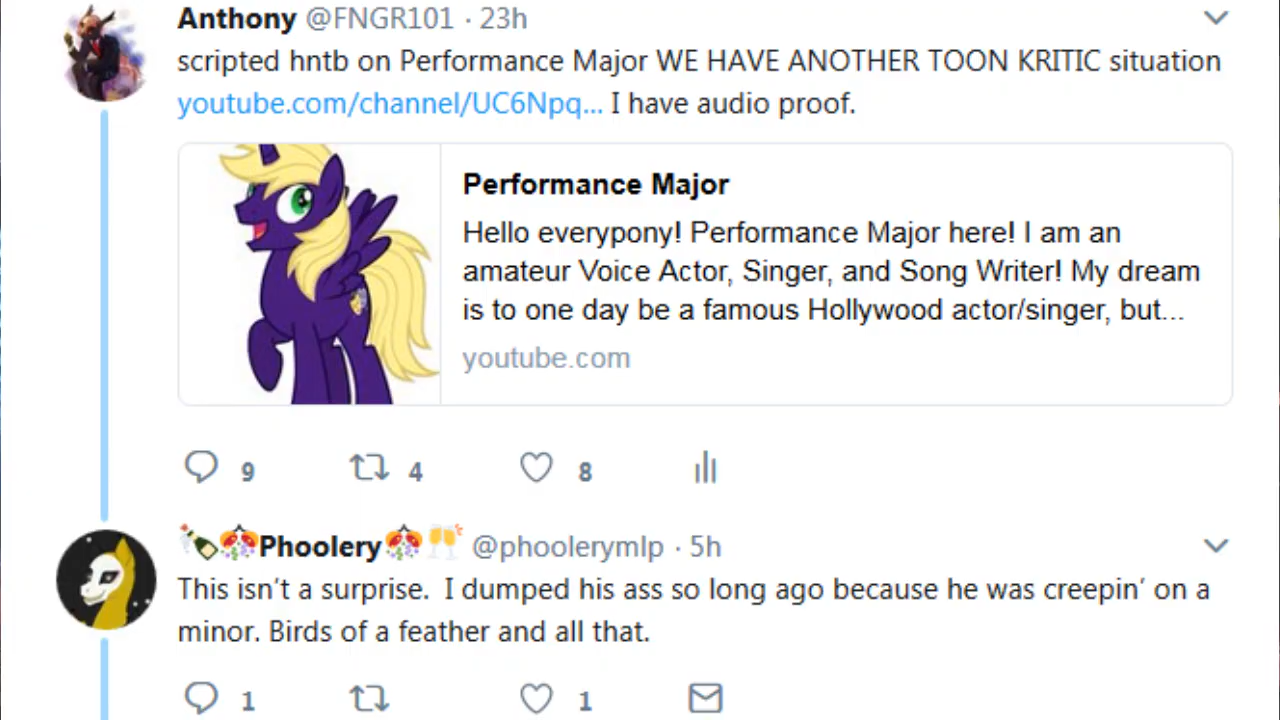 Anthony @FNGR101 · 23h
scripted hntb on Performance Major WE HAVE ANOTHER TOON KRITIC situation
youtube.com/channel/UC6Npq... I have audio proof.
Performance Major
Hello everypony! Performance Major here! I am an
amateur Voice Actor, Singer, and Song Writer! My dream
is to one day be a famous Hollywood actor/singer, but...
youtube.com
9 4 8
🍾🎊Phoolery🎊🥂 @phoolerymlp · 5h
This isn't a surprise.  I dumped his ass so long ago because he was creepin' on a
minor. Birds of a feather and all that.
1 1